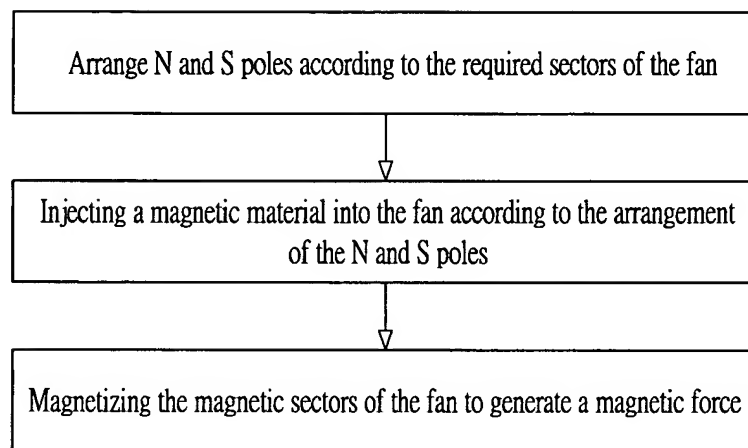 Arrange N and S poles according to the required sectors of the fan
Injecting a magnetic material into the fan according to the arrangement
of the N and S poles
Magnetizing the magnetic sectors of the fan to generate a magnetic force